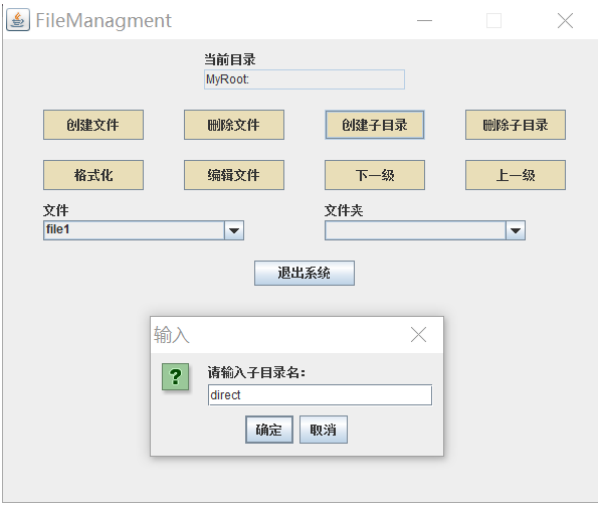 FileManagment
当前目录
MyRoot:
创建文件 删除文件 创建子目录 删除子目录
格式化 编辑文件 下一级 上一级
文件 文件夹
file1
退出系统
输入
? 请输入子目录名：
direct
确定 取消